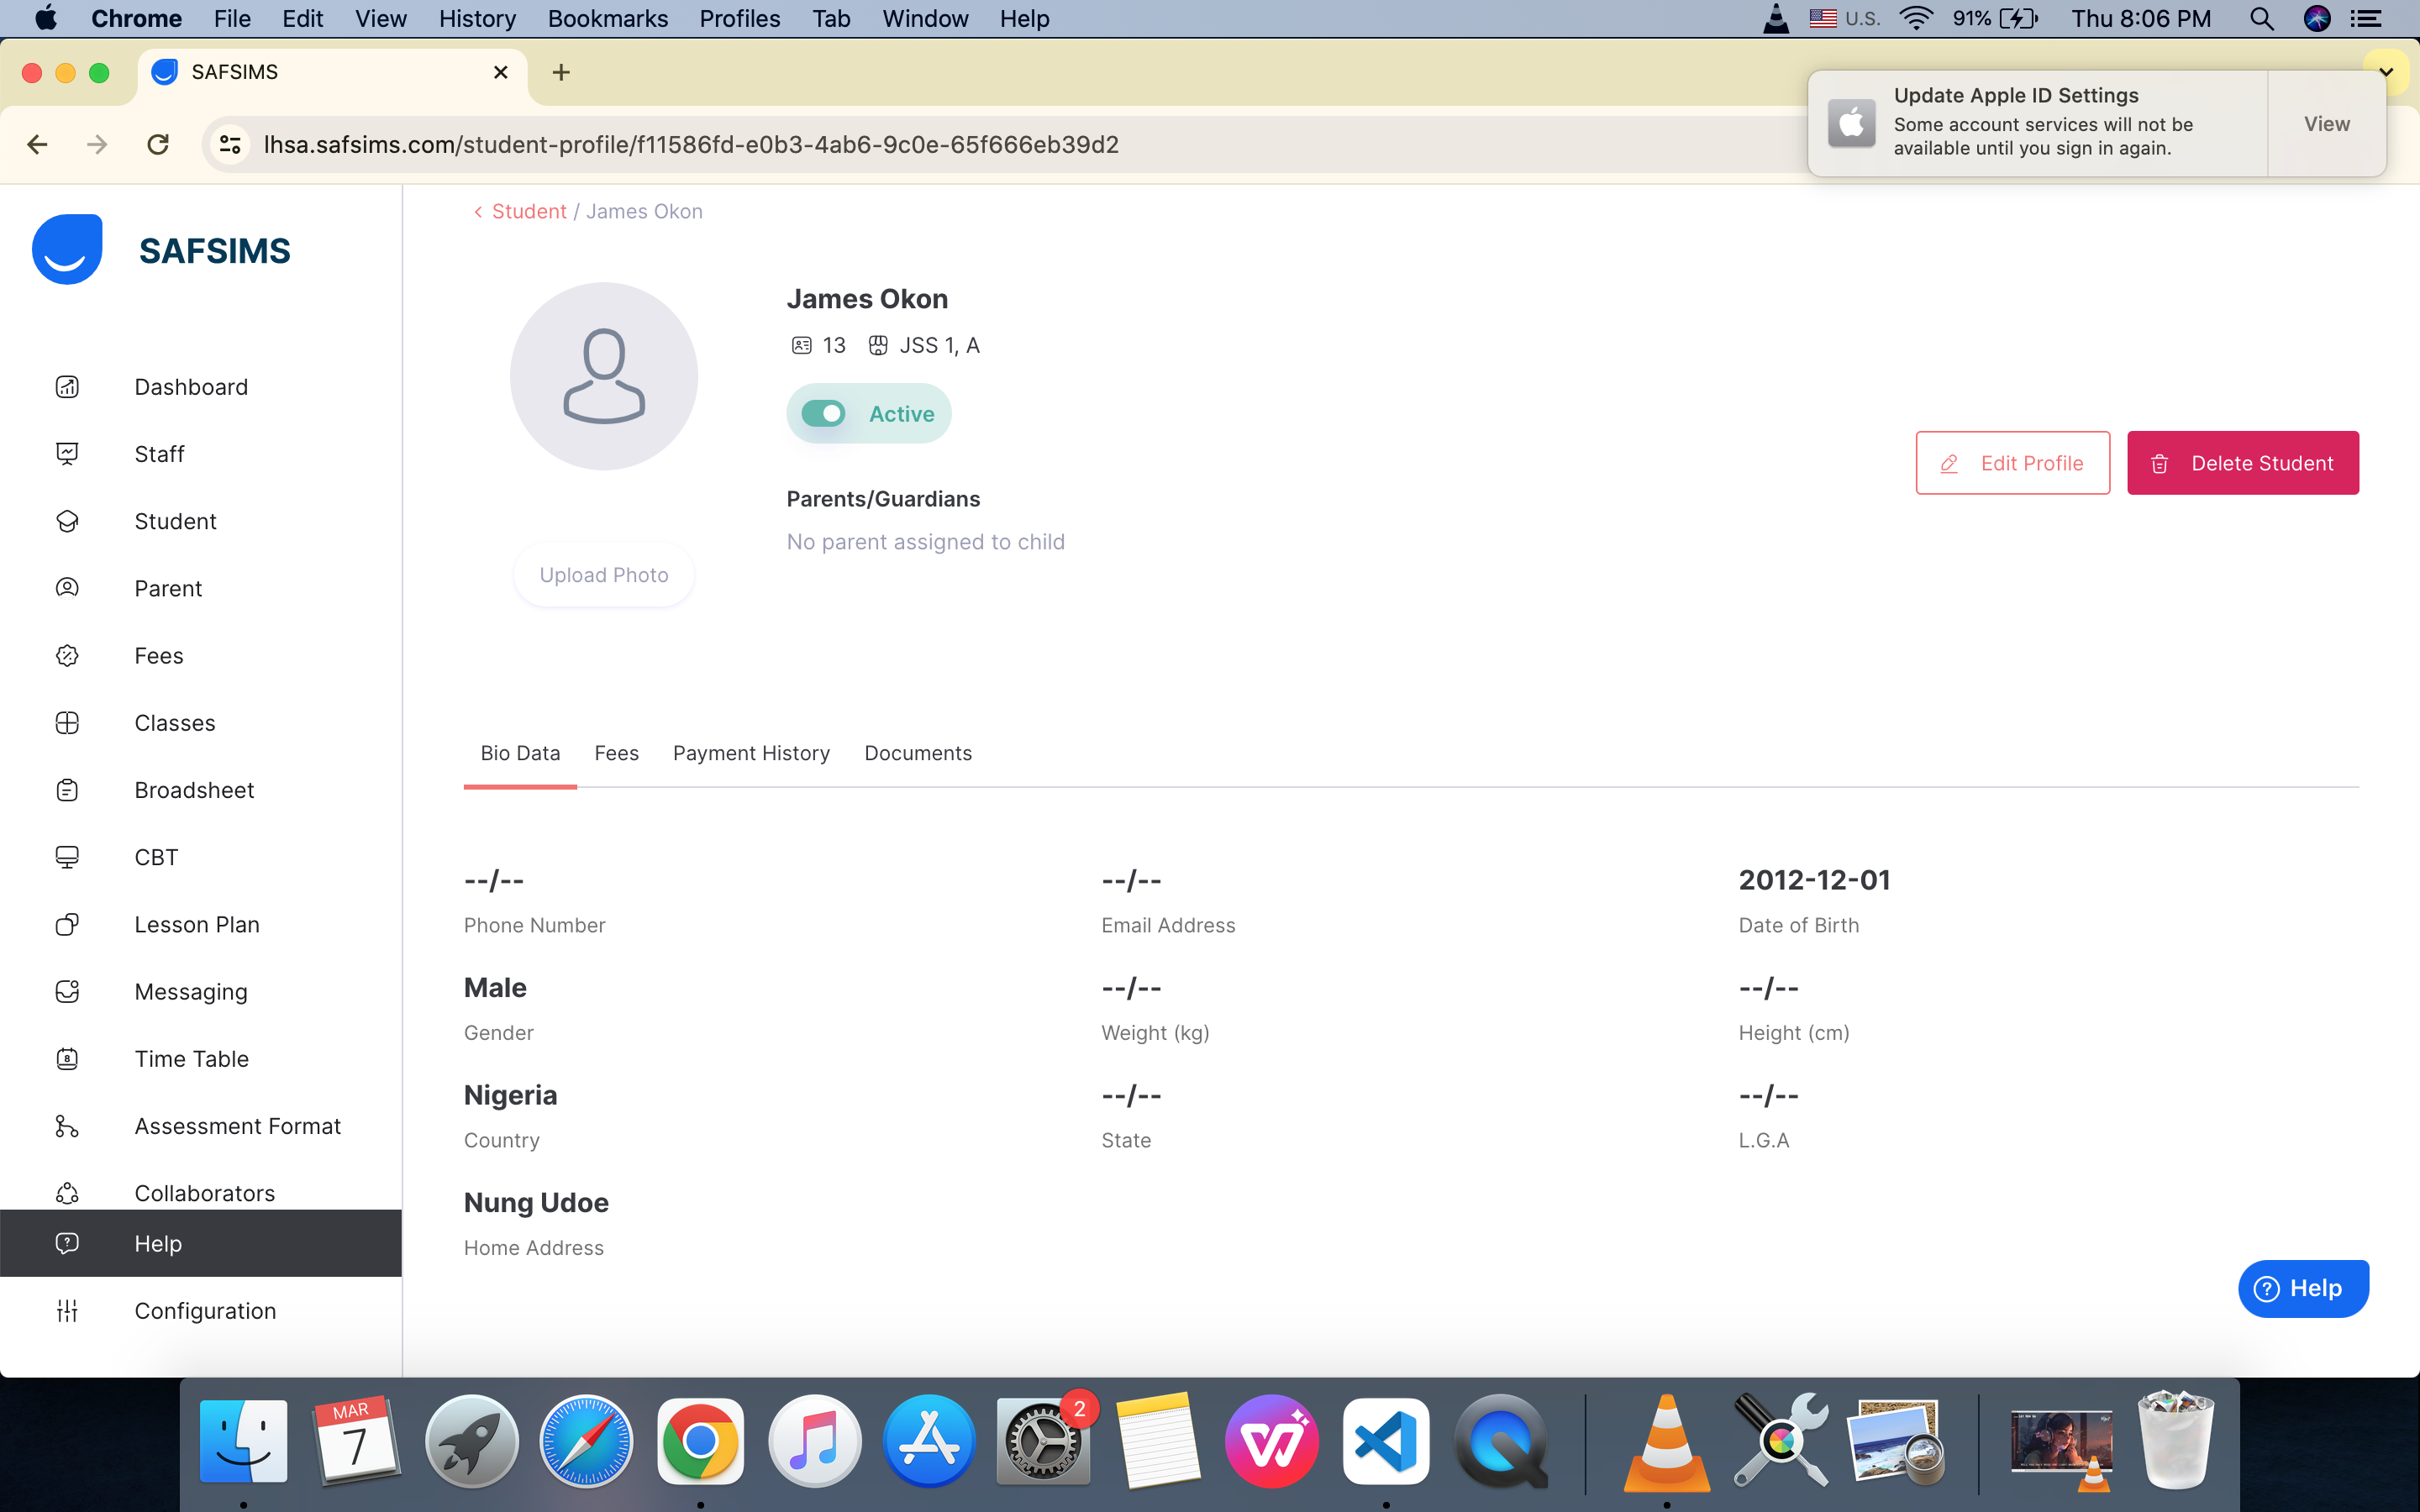 Chrome File Edit View History Bookmarks Profiles Tab Window Help U.S. 91% Thu 8:06 PM
SAFSIMS
lhsa.safsims.com/student-profile/f11586fd-e0b3-4ab6-9c0e-65f666eb39d2
Update Apple ID Settings
Some account services will not be
available until you sign in again.
View
SAFSIMS
Dashboard
Staff
Student
Parent
Fees
Classes
Broadsheet
CBT
Lesson Plan
Messaging
Time Table
Assessment Format
Collaborators
Help
Configuration
Student / James Okon
James Okon
13 JSS 1, A
Active
Parents/Guardians
No parent assigned to child
Upload Photo
Edit Profile
Delete Student
Bio Data Fees Payment History Documents
--/-- --/-- 2012-12-01
Phone Number Email Address Date of Birth
Male --/-- --/--
Gender Weight (kg) Height (cm)
Nigeria --/-- --/--
Country State L.G.A
Nung Udoe
Home Address
Help
MAR
7
2